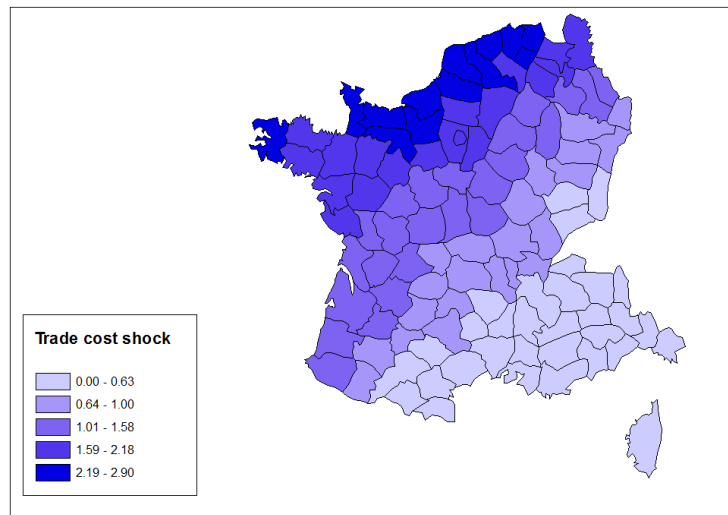 Trade cost shock
0.00 - 0.63
0.64 - 1.00
1.01 - 1.58
1.59 - 2.18
2.19 - 2.90